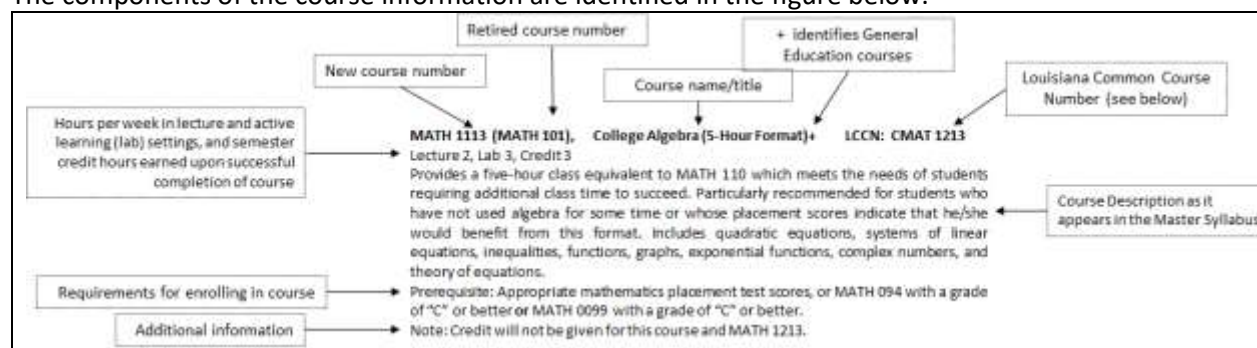 The components of the course information are identified in the figure below.
Retired course number
+ identifies General
Education courses
New course number
Course name/title
Louisiana Common Course
Number (see below)
Hours per week in lecture and active
learning (lab) settings, and semester
credit hours earned upon successful
completion of course
MATH 1113 (MATH 101), College Algebra (5-Hour Format)+ LCCN: CMAT 1213
Lecture 2, Lab 3, Credit 3
Provides a five-hour class equivalent to MATH 110 which meets the needs of students
requiring additional class time to succeed. Particularly recommended for students who
have not used algebra for some time or whose placement scores indicate that he/she
would benefit from this format. Includes quadratic equations, systems of linear
equations, inequalities, functions, graphs, exponential functions, complex numbers, and
theory of equations.
Course Description as it
appears in the Master Syllabus
Requirements for enrolling in course
Prerequisite: Appropriate mathematics placement test scores, or MATH 094 with a grade
of "C" or better or MATH 0099 with a grade of "C" or better.
Additional information
Note: Credit will not be given for this course and MATH 1213.